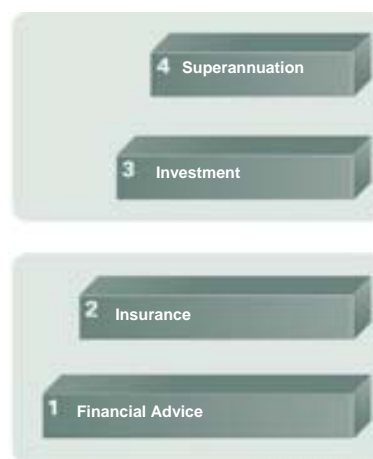 4 Superannuation
3 Investment
2 Insurance
1 Financial Advice